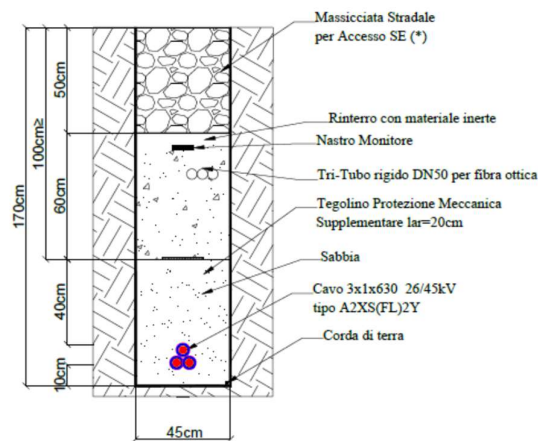 Massicciata Stradale
per Accesso SE (*)
Rinterro con materiale inerte
Nastro Monitore
Tri-Tubo rigido DN50 per fibra ottica
Tegolino Protezione Meccanica
Supplementare lar=20cm
Sabbia
Cavo 3x1x630 26/45kV
tipo A2XS(FL)2Y
Corda di terra
170cm
100cm≥
50cm
60cm
40cm
10cm
45cm